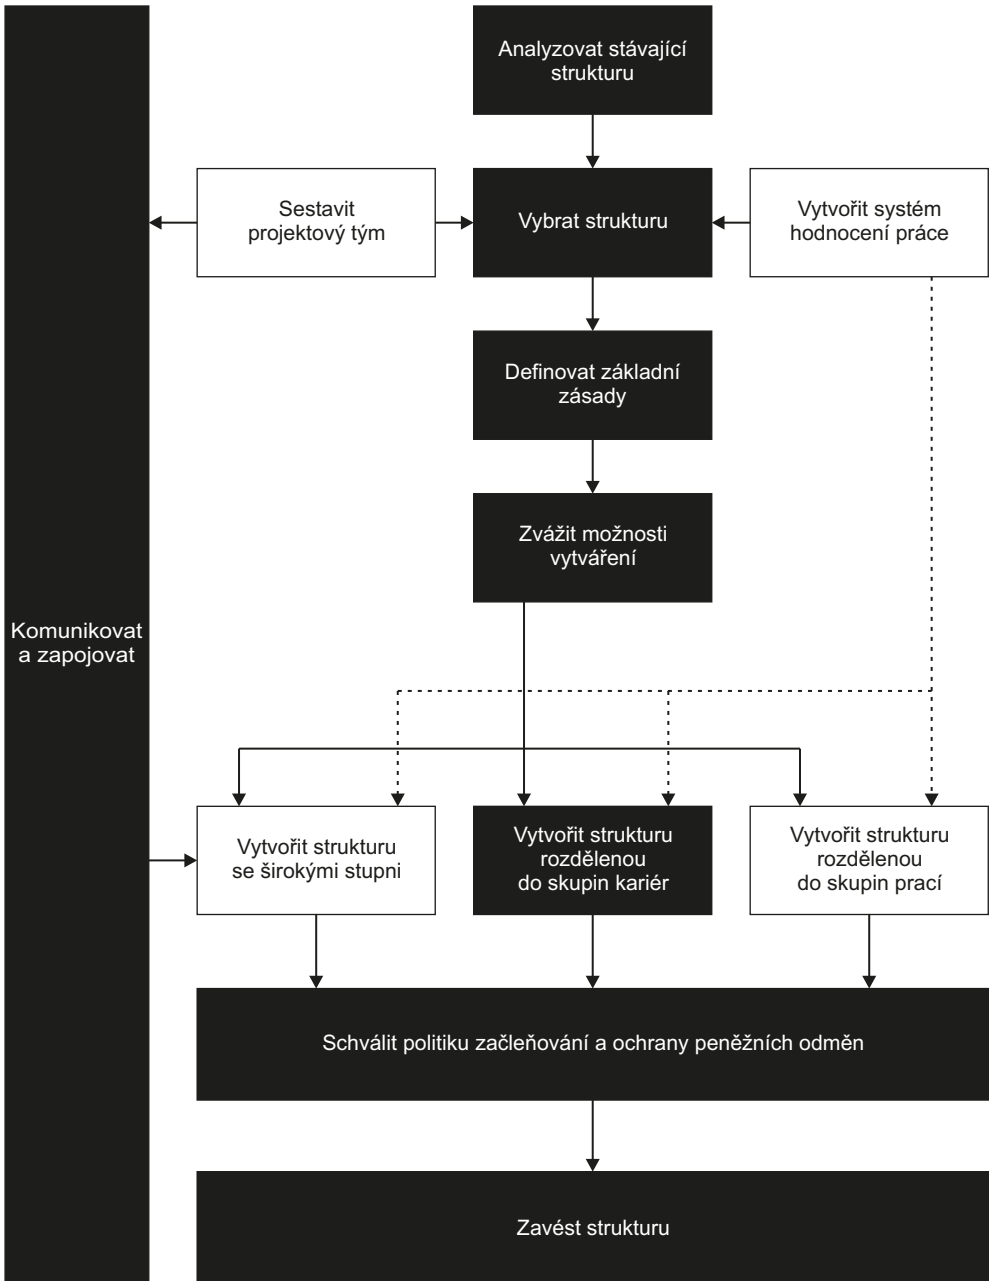 Analyzovat stávající
strukturu
Sestavit
projektový tým
Vybrat strukturu
Vytvořit systém
hodnocení práce
Definovat základní
zásady
Zvážit možnosti
vytváření
Komunikovat
a zapojovat
Vytvořit strukturu
se širokými stupni
Vytvořit strukturu
rozdělenou
do skupin kariér
Vytvořit strukturu
rozdělenou
do skupin prací
Schválit politiku začleňování a ochrany peněžních odměn
Zavést strukturu